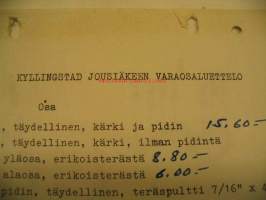 KYLLINGSTAD JOUSIÄKEEN VARAOSALUETTELO
Osa
, täydellinen, kärki ja pidin 15.60=
, täydellinen, kärki, ilman pidintä
yläosa, erikoisterästä 8.80-
alaosa, erikoisterästä 6.00-
pidin, täydellinen, teräspultti 7/16" x